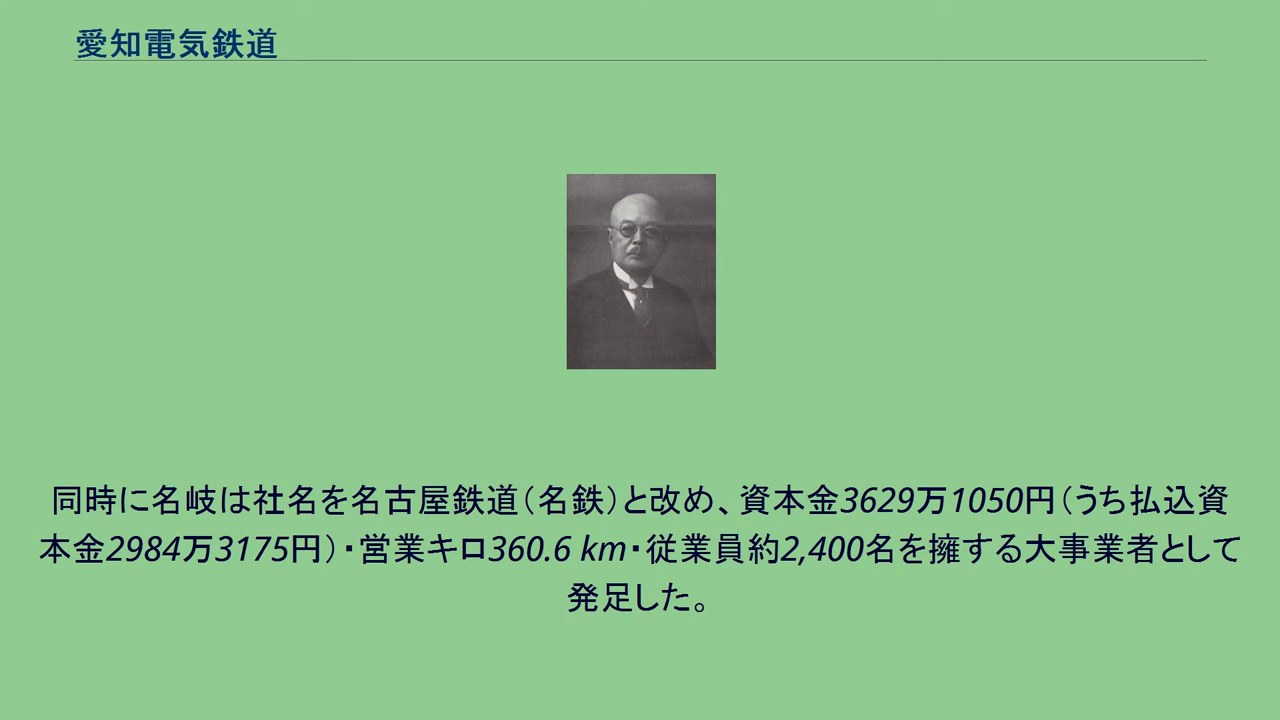 愛知電気鉄道
同時に名岐は社名を名古屋鉄道（名鉄）と改め、資本金3629万1050円（うち払込資
本金2984万3175円）・営業キロ360.6 km・従業員約2,400名を擁する大事業者として
発足した。